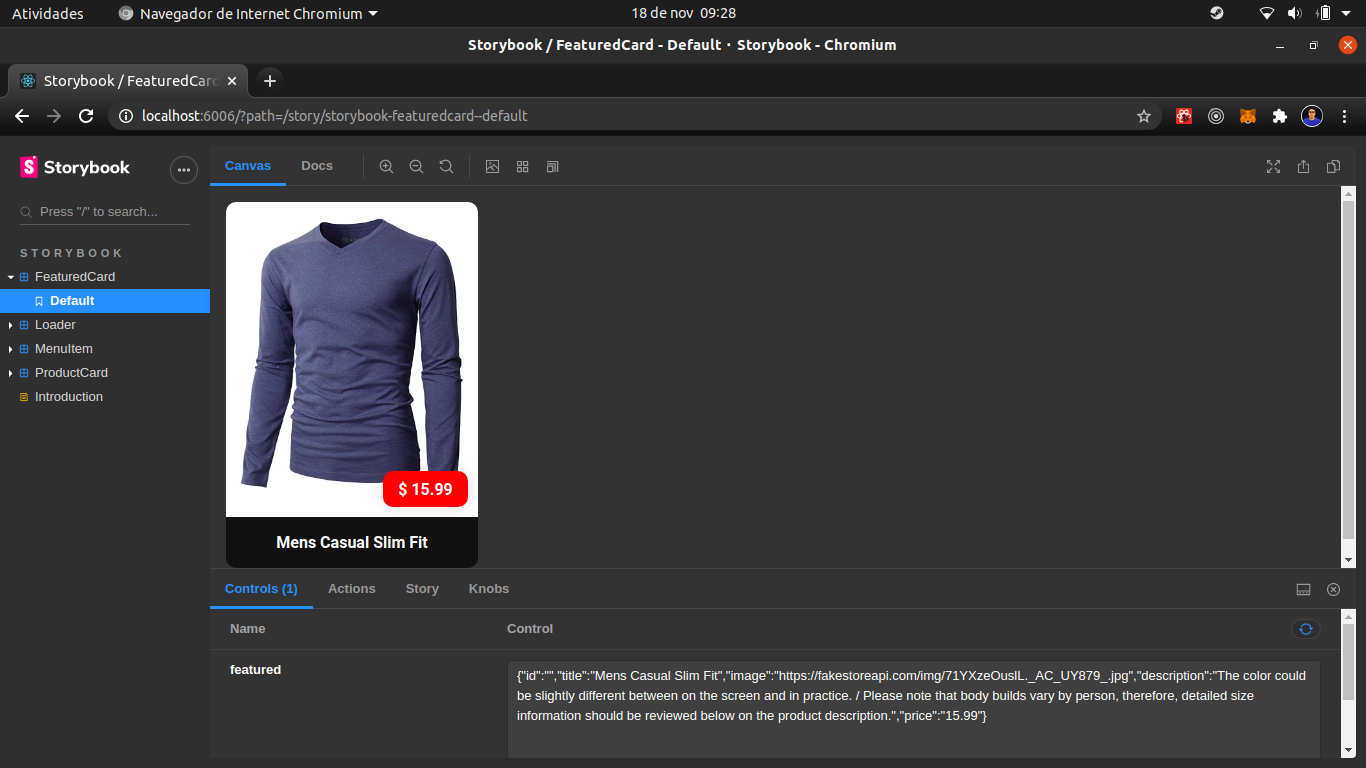 Atividades
Navegador de Internet Chromium
18 de nov 09:28
Storybook / FeaturedCard - Default · Storybook - Chromium
Storybook / FeaturedCard
localhost:6006/?path=/story/storybook-featuredcard--default
Storybook
Canvas
Docs
Press "/" to search...
STORYBOOK
FeaturedCard
Default
Loader
MenuItem
ProductCard
Introduction
$ 15.99
Mens Casual Slim Fit
Controls (1)
Actions
Story
Knobs
Name
Control
featured
{"id":"","title":"Mens Casual Slim Fit","image":"https://fakestoreapi.com/img/71YXzeOuslL._AC_UY879_.jpg","description":"The color could
be slightly different between on the screen and in practice. / Please note that body builds vary by person, therefore, detailed size
information should be reviewed below on the product description.","price":"15.99"}